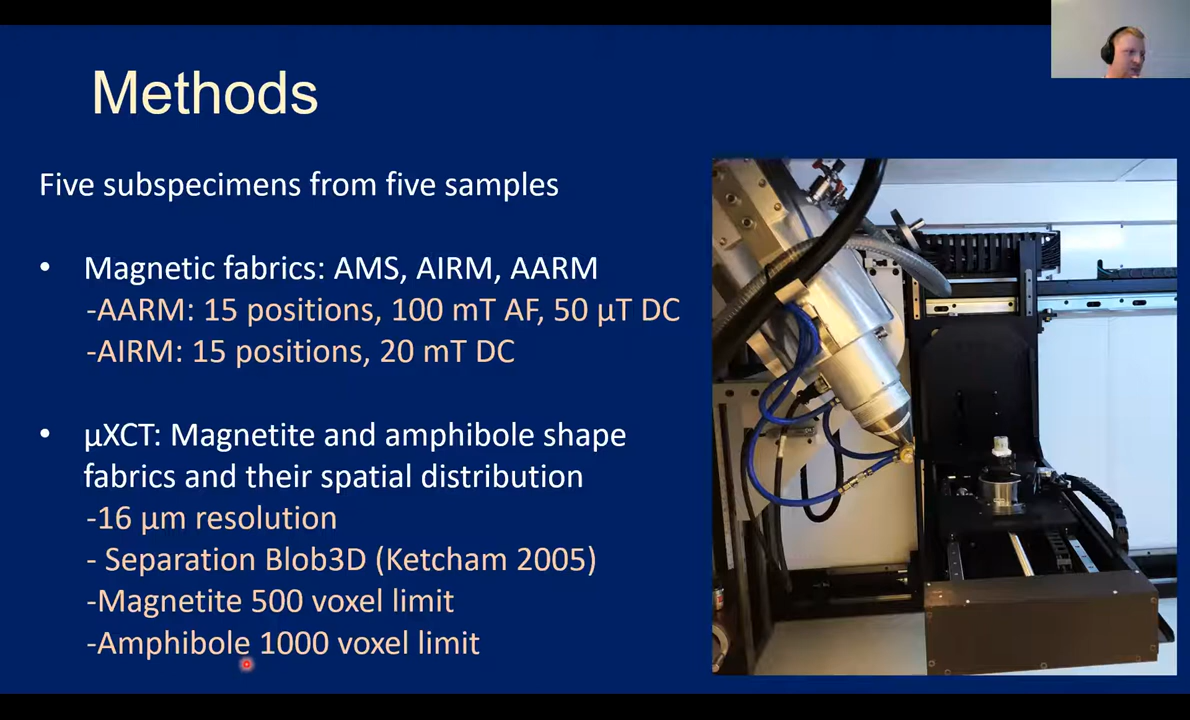 Methods
Five subspecimens from five samples
• Magnetic fabrics: AMS, AIRM, AARM
-AARM: 15 positions, 100 mT AF, 50 µT DC
-AIRM: 15 positions, 20 mT DC
• µXCT: Magnetite and amphibole shape
fabrics and their spatial distribution
-16 µm resolution
- Separation Blob3D (Ketcham 2005)
-Magnetite 500 voxel limit
-Amphibole 1000 voxel limit